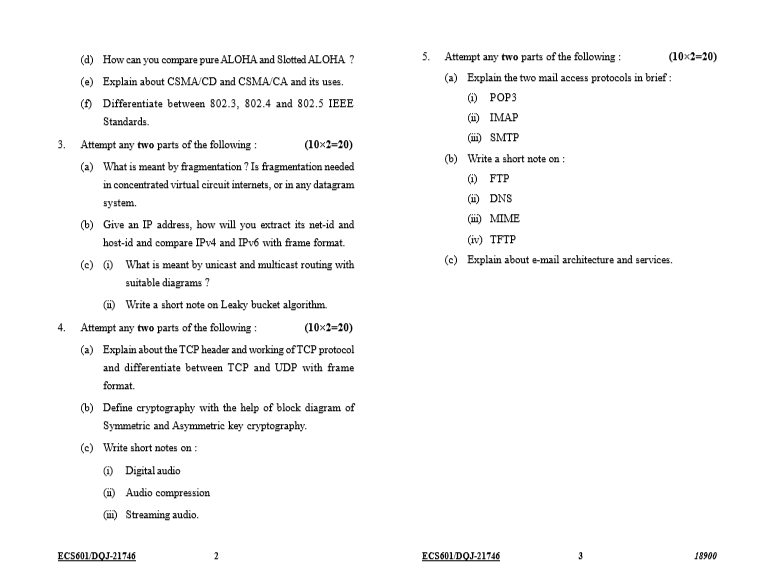 (d) How can you compare pure ALOHA and Slotted ALOHA ?
(e) Explain about CSMA/CD and CSMA/CA and its uses.
(f) Differentiate between 802.3, 802.4 and 802.5 IEEE
Standards.
3. Attempt any two parts of the following : (10×2=20)
(a) What is meant by fragmentation ? Is fragmentation needed
in concentrated virtual circuit internets, or in any datagram
system.
(b) Give an IP address, how will you extract its net-id and
host-id and compare IPv4 and IPv6 with frame format.
(c) (i) What is meant by unicast and multicast routing with
suitable diagrams ?
(ii) Write a short note on Leaky bucket algorithm.
4. Attempt any two parts of the following : (10×2=20)
(a) Explain about the TCP header and working of TCP protocol
and differentiate between TCP and UDP with frame
format.
(b) Define cryptography with the help of block diagram of
Symmetric and Asymmetric key cryptography.
(c) Write short notes on :
(i) Digital audio
(ii) Audio compression
(iii) Streaming audio.
ECS601/DQJ-21746 2
5. Attempt any two parts of the following : (10×2=20)
(a) Explain the two mail access protocols in brief :
(i) POP3
(ii) IMAP
(iii) SMTP
(b) Write a short note on :
(i) FTP
(ii) DNS
(iii) MIME
(iv) TFTP
(c) Explain about e-mail architecture and services.
ECS601/DQJ-21746 3 18900